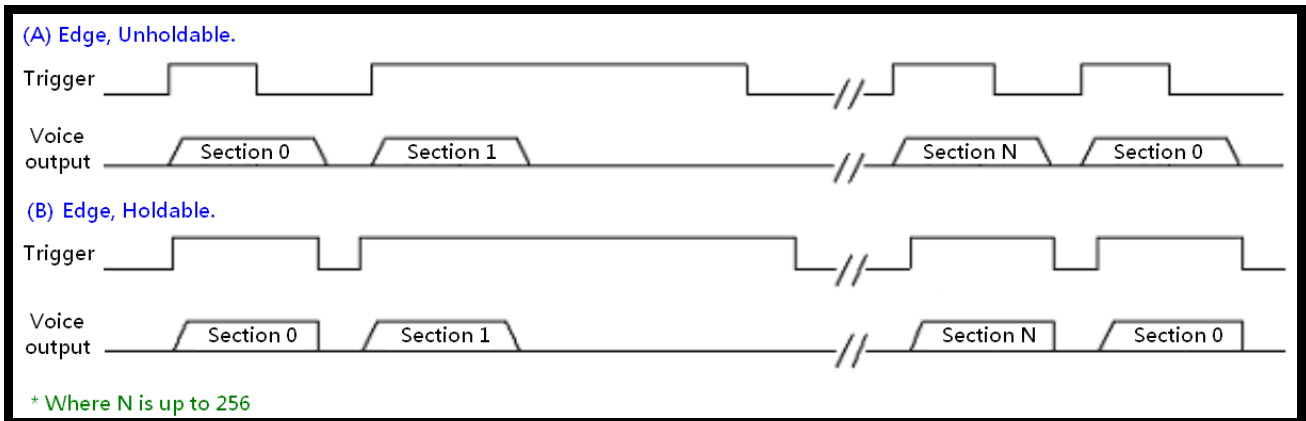 (A) Edge, Unholdable.
Trigger
Voice
output
Section 0
Section 1
Section N
Section 0
(B) Edge, Holdable.
Trigger
Voice
output
Section 0
Section 1
Section N
Section 0
* Where N is up to 256